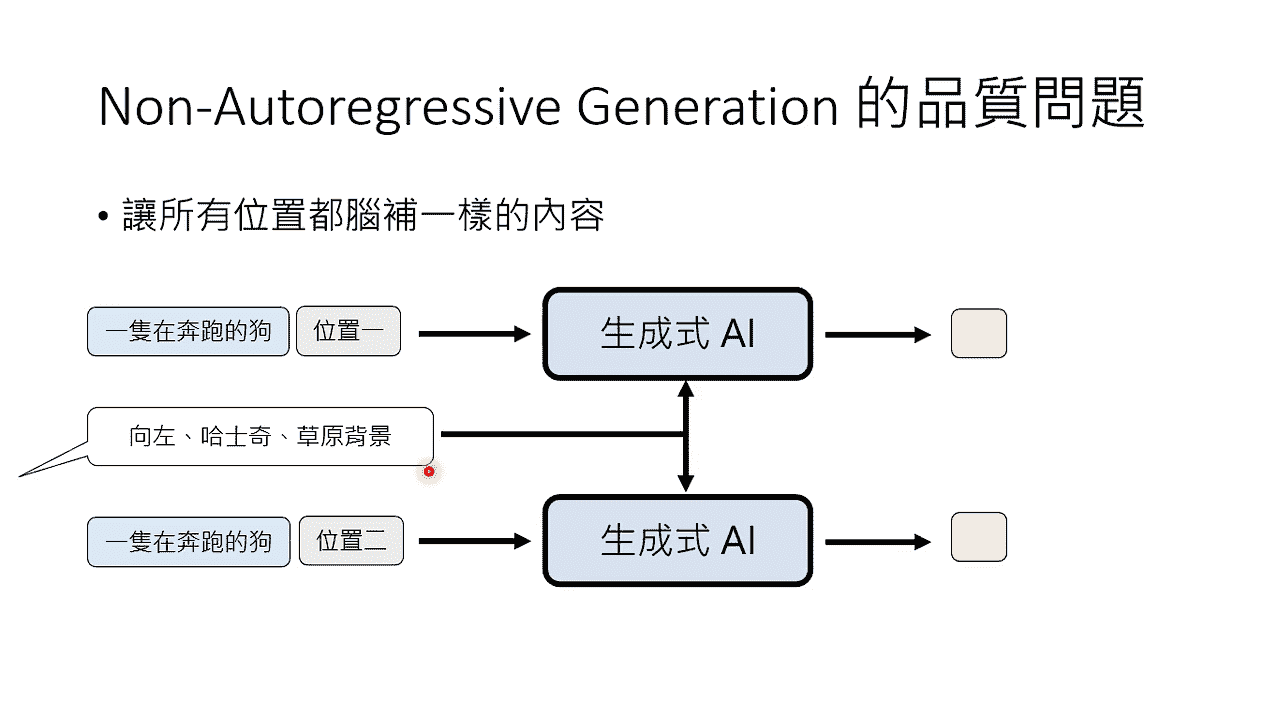 Non-Autoregressive Generation 的品質問題
• 讓所有位置都腦補一樣的內容
一隻在奔跑的狗 位置一 生成式 AI
向左、哈士奇、草原背景
一隻在奔跑的狗 位置二 生成式 AI